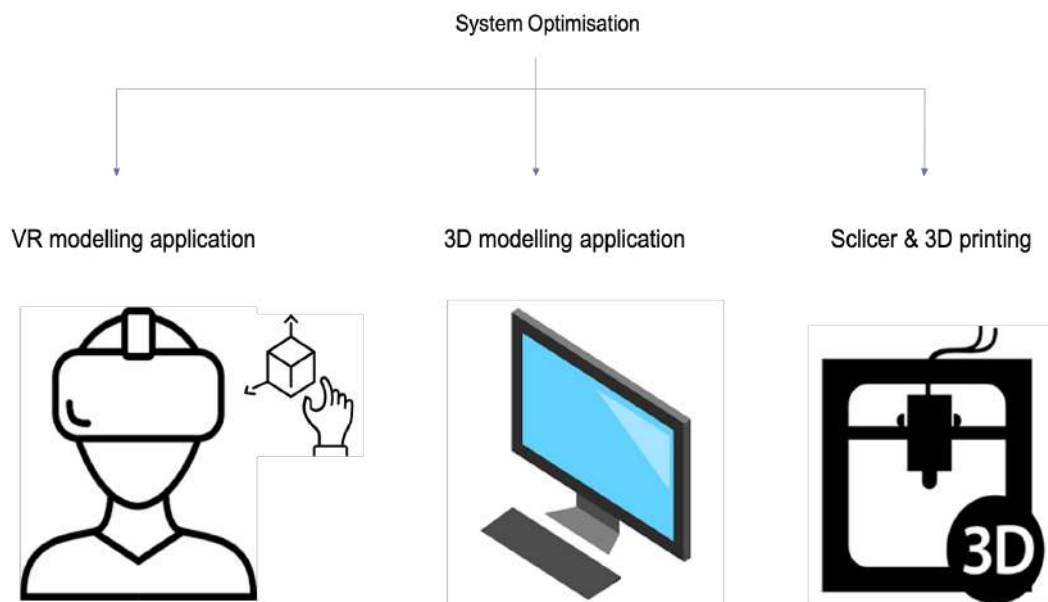 System Optimisation
VR modelling application
3D modelling application
Sclicer & 3D printing
3D